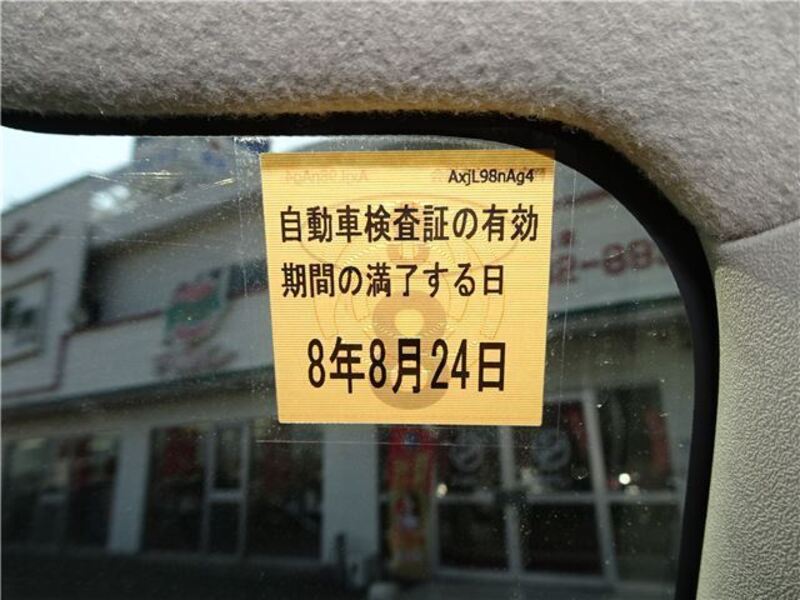 AxjL98nAg4
自動車検査証の有効
期間の満了する日
8年8月24日